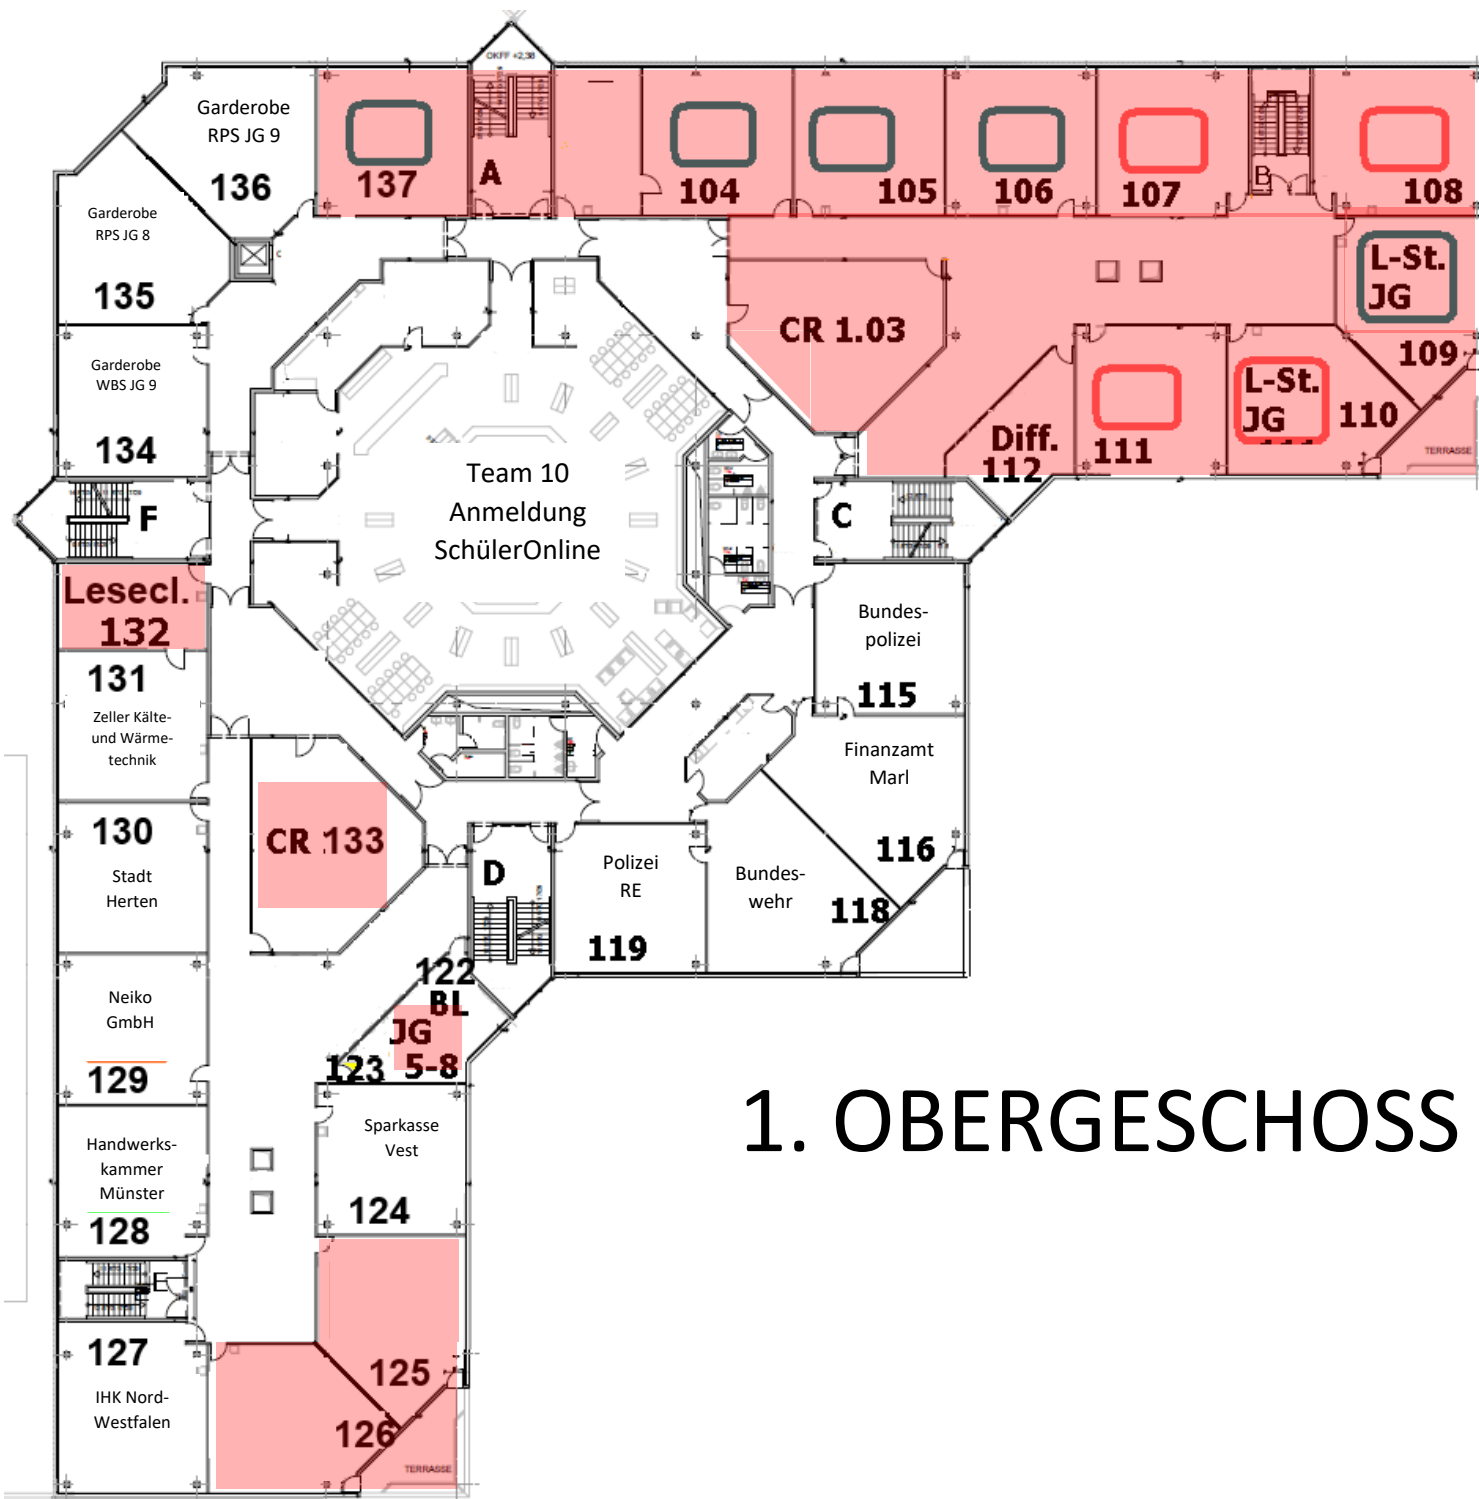 OKFF +2,38
Garderobe
RPS JG 9
136
137
A
104
105
106
107
B
108
Garderobe
RPS JG 8
135
C
L-St.
JG
109
CR 1.03
Garderobe
WBS JG 9
134
Diff.
112
111
L-St.
JG
110
TERRASSE
Team 10
Anmeldung
SchülerOnline
F
C
Lesecl.
132
131
Zeller Kälte-
und Wärme-
technik
Bundes-
polizei
115
Finanzamt
Marl
116
130
Stadt
Herten
CR 133
D
Polizei
RE
119
Bundes-
wehr
118
122
BL
JG
5-8
123
Neiko
GmbH
129
1. OBERGESCHOSS
Sparkasse
Vest
124
Handwerks-
kammer
Münster
128
E
127
IHK Nord-
Westfalen
125
126
TERRASSE